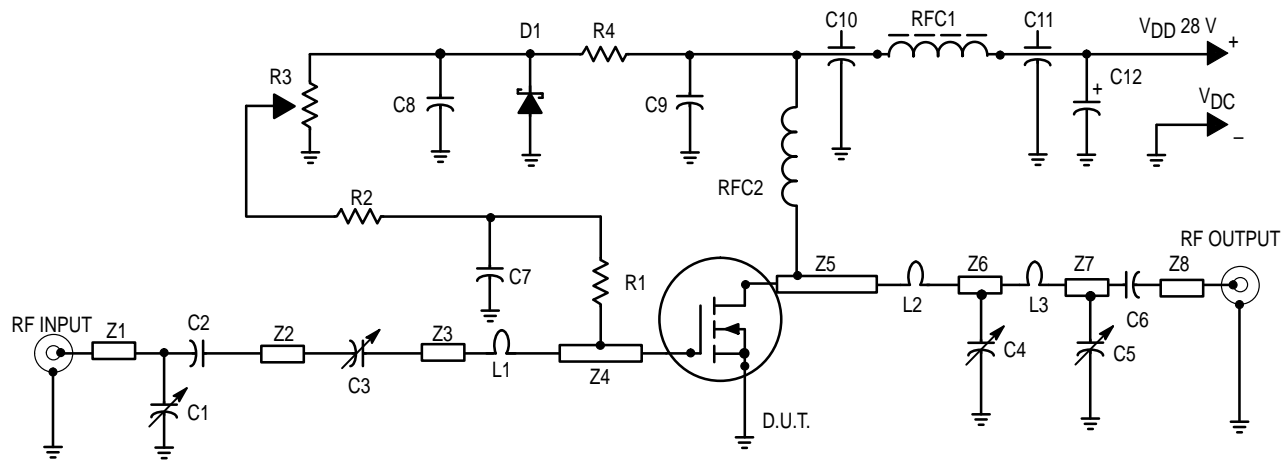 C10 RFC1 C11 V_DD 28 V +
D1 R4
R3 C8 C9 C12 +
V_DC –
RFC2
R2 C7 R1
RF OUTPUT
Z5 Z6 Z7 Z8
L2 L3 C6
RF INPUT Z1 C2 Z2 Z3
C3 L1 Z4 C4 C5
C1 D.U.T.